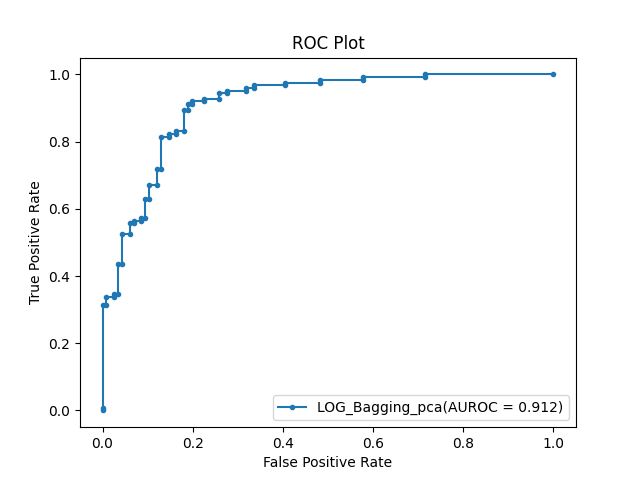 ROC Plot
True Positive Rate
1.0
0.8
0.6
0.4
0.2
0.0
LOG_Bagging_pca(AUROC = 0.912)
0.0 0.2 0.4 0.6 0.8 1.0
False Positive Rate